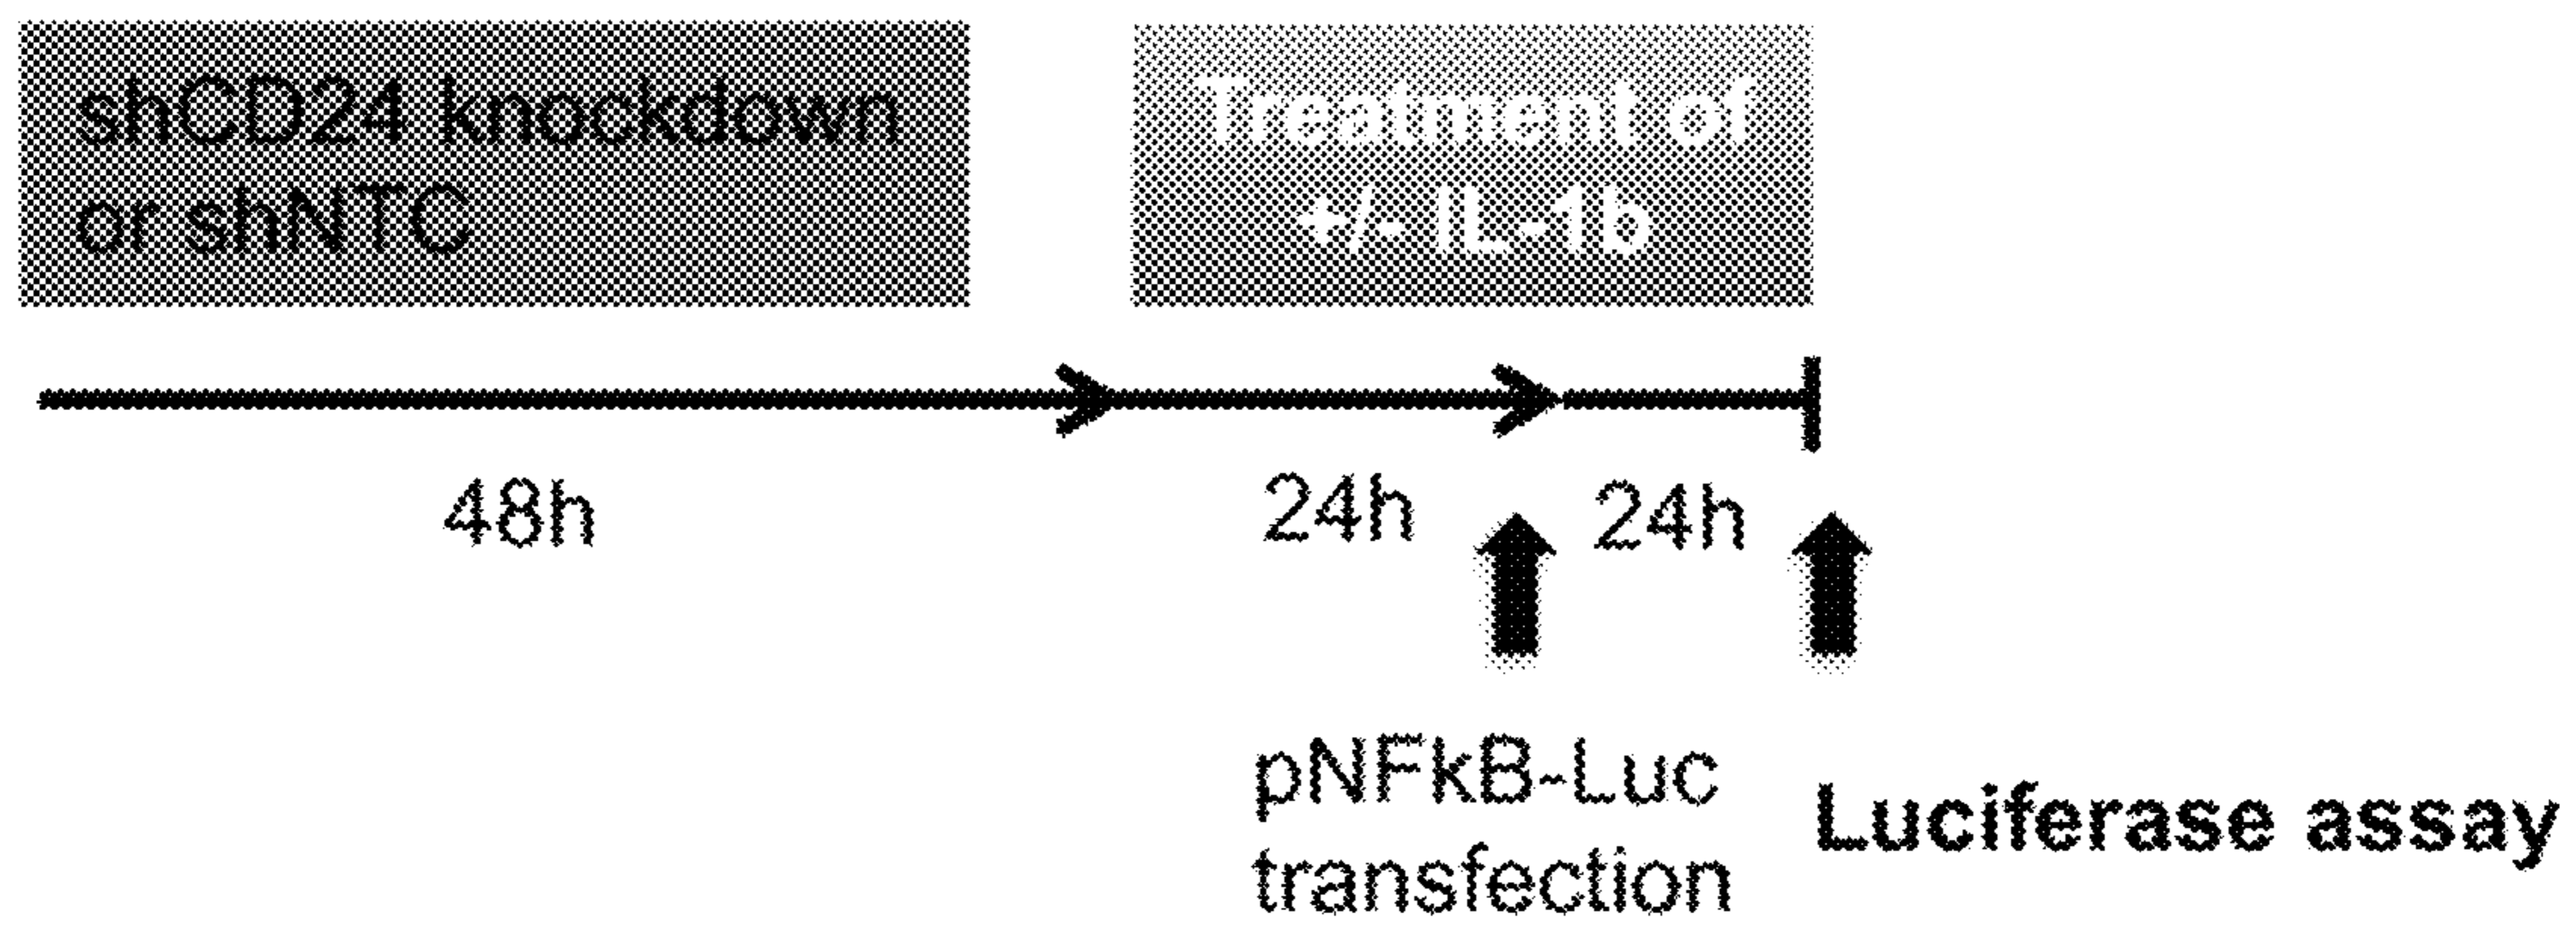 shCD24 knockdown
or shNTC
Treatment of
+/- IL-1b
48h
24h
24h
pNFkB-Luc
transfection
Luciferase assay